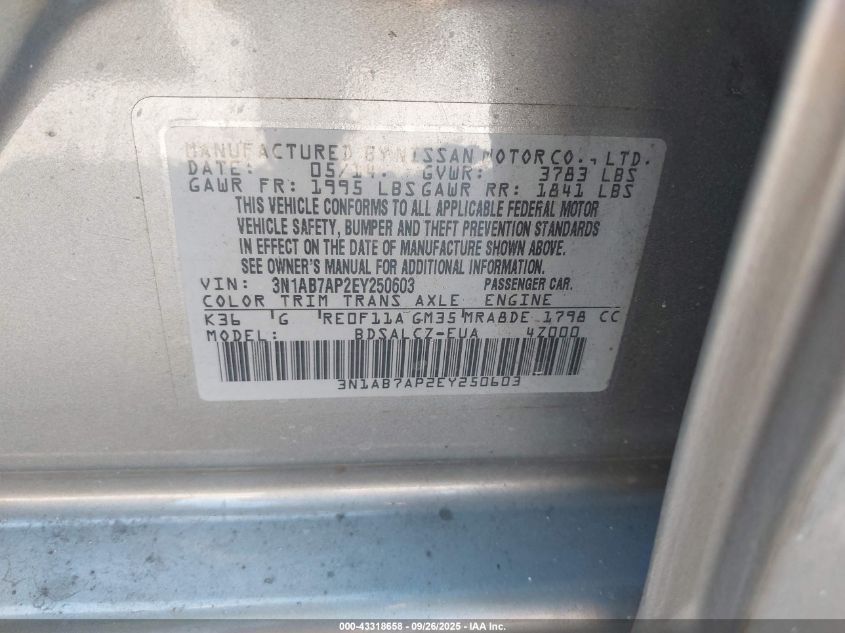 MANUFACTURED BY NISSAN MOTOR CO., LTD.
DATE: 05/14 GVWR: 3783 LBS
GAWR FR: 1995 LBS GAWR RR: 1841 LBS
THIS VEHICLE CONFORMS TO ALL APPLICABLE FEDERAL MOTOR
VEHICLE SAFETY, BUMPER AND THEFT PREVENTION STANDARDS
IN EFFECT ON THE DATE OF MANUFACTURE SHOWN ABOVE.
SEE OWNER'S MANUAL FOR ADDITIONAL INFORMATION.
VIN: 3N1AB7AP2EY250603 PASSENGER CAR.
COLOR TRIM TRANS AXLE ENGINE
K36 G RE0F11A GM35 MRA8DE 1798 CC
MODEL: BDSALCZ-EUA 4Z000
3N1AB7AP2EY250603
000-43318658 - 09/26/2025 - IAA Inc.